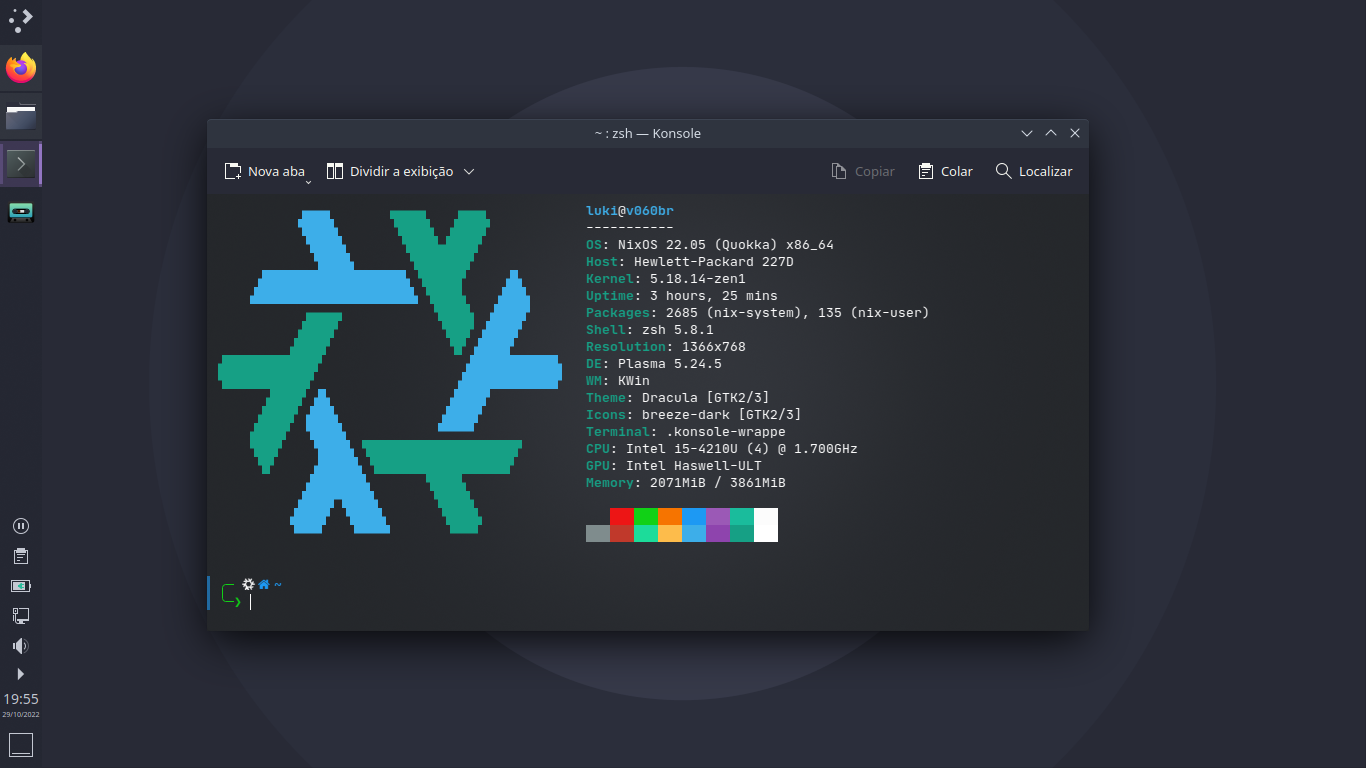 ~ : zsh — Konsole
Nova aba
Dividir a exibição
Copiar
Colar
Localizar
luki@v060br
-----------
OS: NixOS 22.05 (Quokka) x86_64
Host: Hewlett-Packard 227D
Kernel: 5.18.14-zen1
Uptime: 3 hours, 25 mins
Packages: 2685 (nix-system), 135 (nix-user)
Shell: zsh 5.8.1
Resolution: 1366x768
DE: Plasma 5.24.5
WM: KWin
Theme: Dracula [GTK2/3]
Icons: breeze-dark [GTK2/3]
Terminal: .konsole-wrappe
CPU: Intel i5-4210U (4) @ 1.700GHz
GPU: Intel Haswell-ULT
Memory: 2071MiB / 3861MiB
~
19:55
29/10/2022